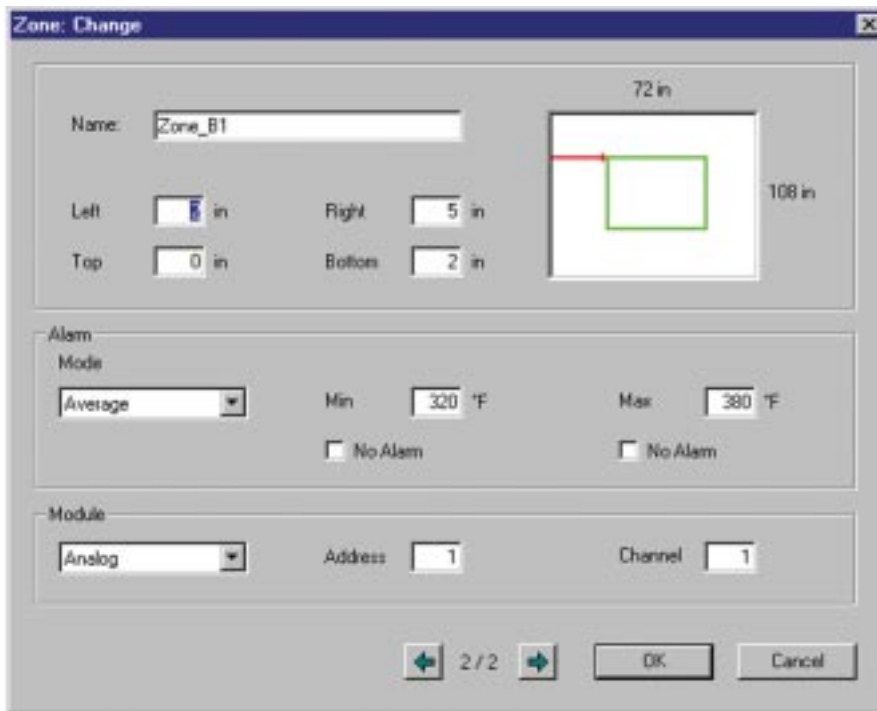 Zone: Change
72 in
Name: Zone_B1
108 in
Left in Right 5 in
Top 0 in Bottom 2 in
Alarm
Mode
Average Min 320 °F Max 380 °F
No Alarm No Alarm
Module
Analog Address 1 Channel 1
2 / 2 OK Cancel